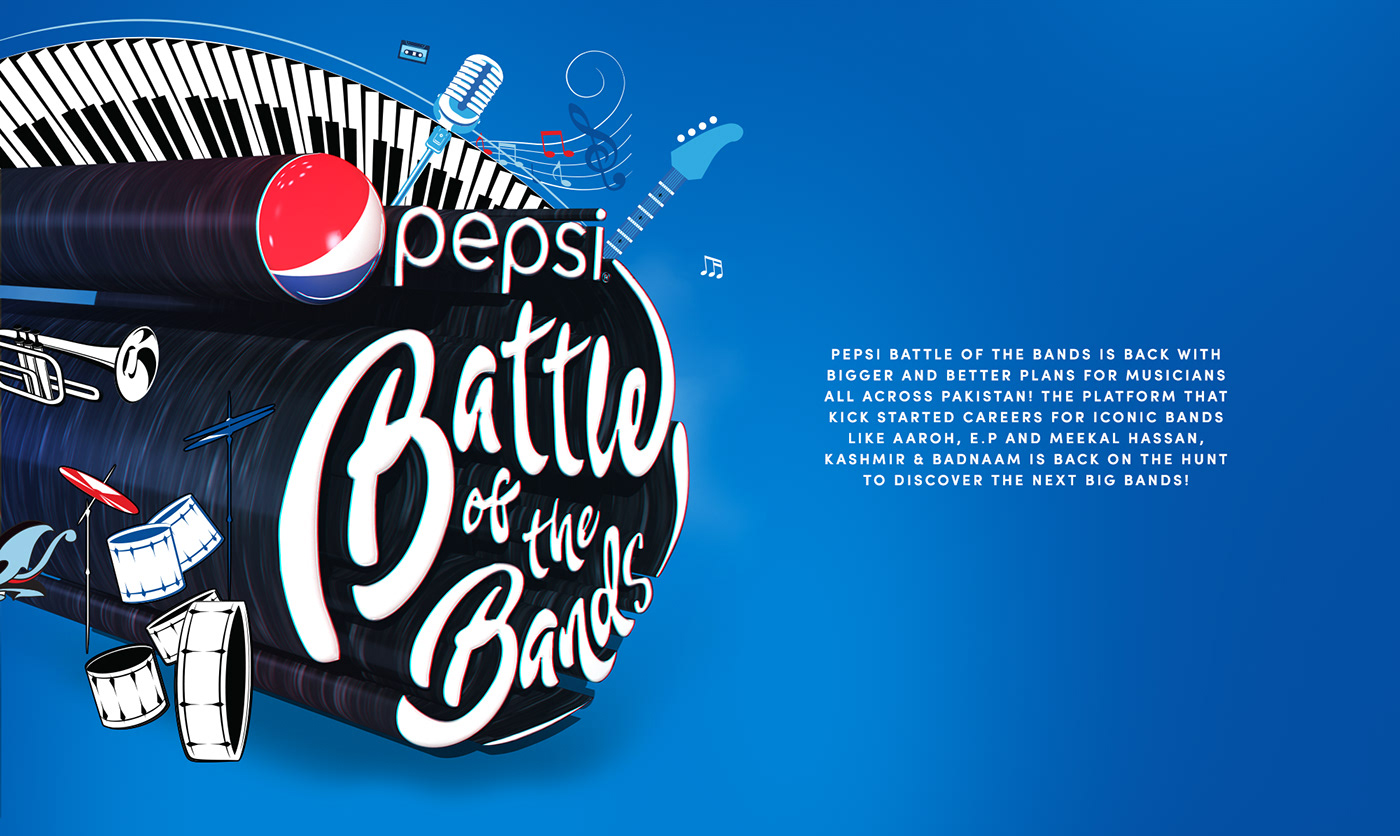 pepsi
Battle
of the
Bands
PEPSI BATTLE OF THE BANDS IS BACK WITH
BIGGER AND BETTER PLANS FOR MUSICIANS
ALL ACROSS PAKISTAN! THE PLATFORM THAT
KICK STARTED CAREERS FOR ICONIC BANDS
LIKE AAROH, E.P AND MEEKAL HASSAN,
KASHMIR & BADNAAM IS BACK ON THE HUNT
TO DISCOVER THE NEXT BIG BANDS!